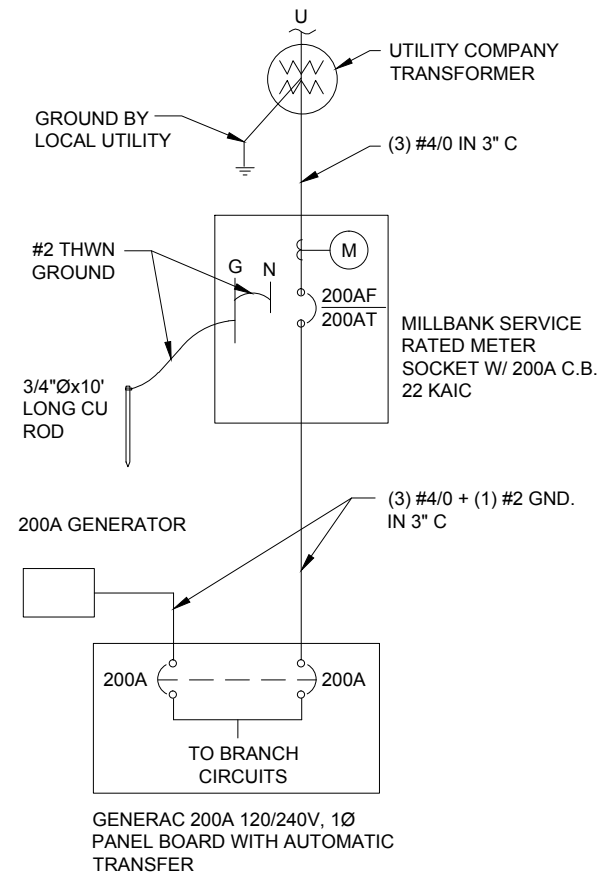 U
UTILITY COMPANY
TRANSFORMER
GROUND BY
LOCAL UTILITY
(3) #4/0 IN 3" C
#2 THWN
GROUND
G
N
M
200AF
200AT
MILLBANK SERVICE
RATED METER
SOCKET W/ 200A C.B.
22 KAIC
3/4"Øx10'
LONG CU
ROD
(3) #4/0 + (1) #2 GND.
IN 3" C
200A GENERATOR
200A
200A
TO BRANCH
CIRCUITS
GENERAC 200A 120/240V, 1Ø
PANEL BOARD WITH AUTOMATIC
TRANSFER